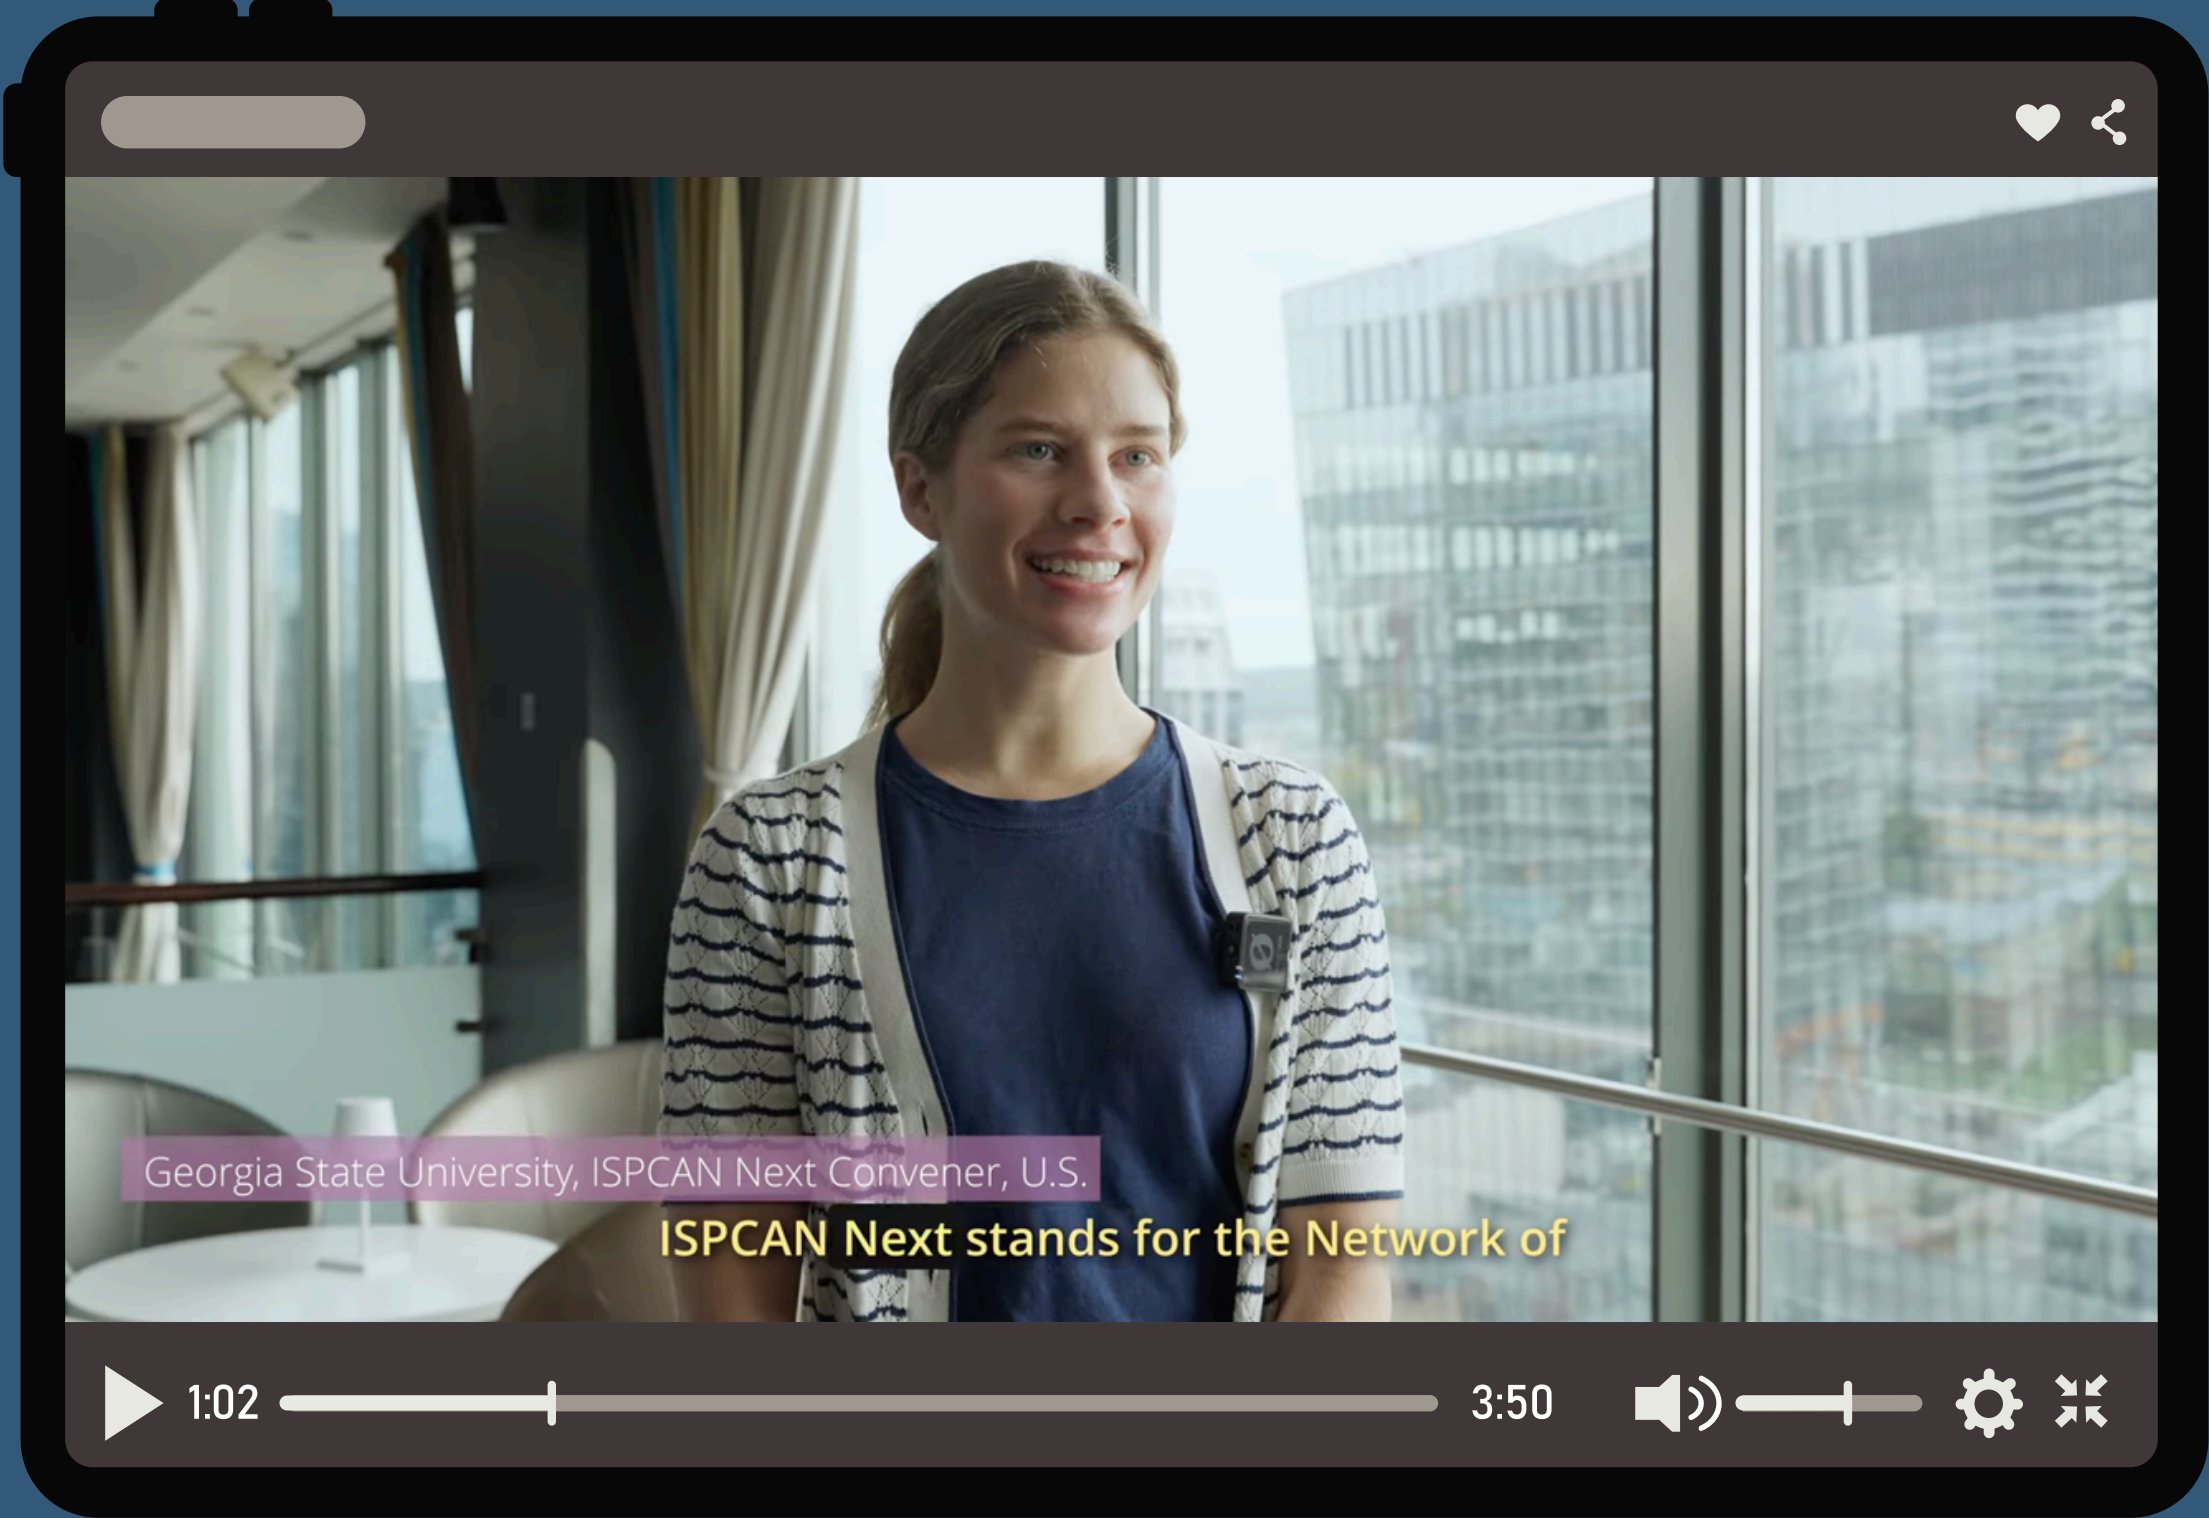 Georgia State University, ISPCAN Next Convener, U.S.
ISPCAN Next stands for the Network of
1:02
3:50